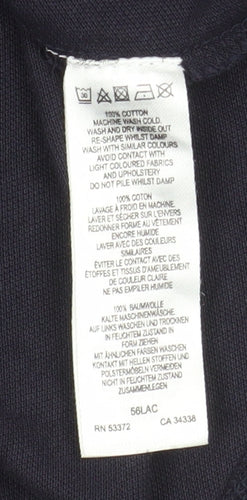 30
100% COTTON
MACHINE WASH COLD
WASH AND DRY INSIDE OUT
RE-SHAPE WHILST DAMP
WASH WITH SIMILAR COLOURS
AVOID CONTACT WITH
LIGHT COLOURED FABRICS
AND UPHOLSTERY
DO NOT PILE WHILST DAMP
100% COTON
LAVAGE À FROID EN MACHINE
LAVER ET SÉCHER SUR L'ENVERS
REDONNER FORME AU VÊTEMENT
ENCORE HUMIDE
LAVER AVEC DES COULEURS
SIMILAIRES
ÉVITER LE CONTACT AVEC DES
ÉTOFFES ET TISSUS D'AMEUBLEMENT
DE COULEUR CLAIRE
NE PAS EMPILER HUMIDE
100% BAUMWOLLE
KALTE MASCHINENWÄSCHE
AUF LINKS WASCHEN UND TROCKNEN
IN FEUCHTEM ZUSTAND IN
FORM ZIEHEN
MIT ÄHNLICHEN FARBEN WASCHEN
KONTAKT MIT HELLEN STOFFEN UND
POLSTERMÖBELN VERMEIDEN
NICHT IN FEUCHTEM ZUSTAND
ZUSAMMENLEGEN
56LAC
RN 53372 CA 34338